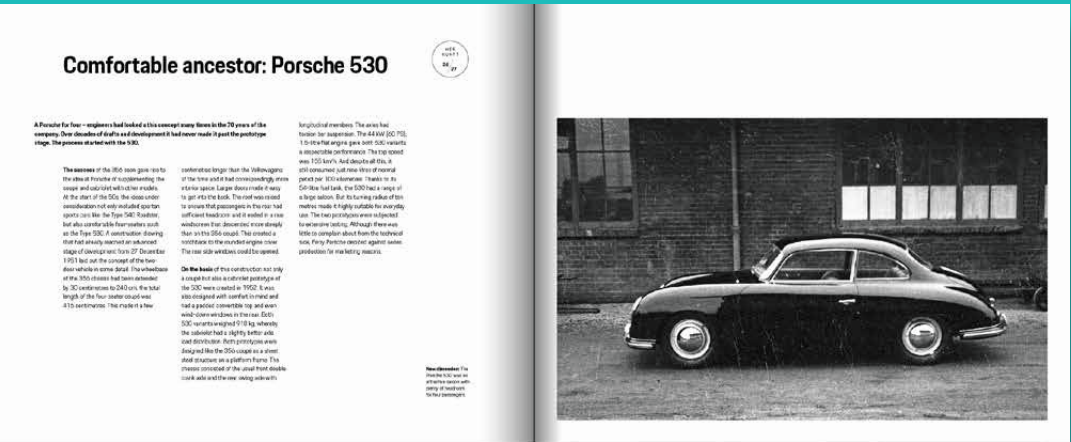 Comfortable ancestor: Porsche 530
A Porsche for four – engineers had looked a this concept many times in the 70 years of the
company. Over decades of drafts and development it had never made it past the prototype
stage. The process started with the 530.
The success of the 356 soon gave rise to
the idea at Porsche of supplementing the
coupé and cabriolet with other models.
At the start of the 50s the ideas under
consideration not only included spartan
sports cars like the Type 540 Roadster,
but also comfortable four-seaters such
as the Type 530. A construction drawing
that had already reached an advanced
stage of development from 27 December
1951 laid out the concept of the two-
door vehicle in some detail. The wheelbase
of the 356 chassis had been extended
by 30 centimetres to 240 cm, the total
length of the four-seater coupé was
415 centimetres. This made it a few
centimetres longer than the Volkswagens
of the time and it had correspondingly more
interior space. Larger doors made it easy
to get into the back. The roof was raised
to ensure that passengers in the rear had
sufficient headroom and it ended in a rear
windscreen that descended more steeply
than on the 356 coupé. This created a
notchback to the rounded engine cover.
The rear side windows could be opened.
On the basis of this construction not only
a coupé but also a cabriolet prototype of
the 530 were created in 1952. It was
also designed with comfort in mind and
had a padded convertible top and even
wind-down windows in the rear. Both
530 variants weighed 918 kg, whereby
the cabriolet had a slightly better axle
load distribution. Both prototypes were
designed like the 356 coupé as a sheet
steel structure on a platform frame. The
chassis consisted of the usual front double
crank axle and the rear swing axle with
longitudinal members. The axles had
torsion bar suspension. The 44 kW (60 PS),
1.5-litre flat engine gave both 530 variants
a respectable performance. The top speed
was 155 km/h. And despite all this, it
still consumed just nine litres of normal
petrol per 100 kilometres. Thanks to its
54-litre fuel tank, the 530 had a range of
a large saloon. But its turning radius of ten
metres made it highly suitable for everyday
use. The two prototypes were subjected
to extensive testing. Although there was
little to complain about from the technical
side, Ferry Porsche decided against series
production for marketing reasons.
New dimension: The
Porsche 530 was an
attractive saloon with
plenty of headroom
for four passengers